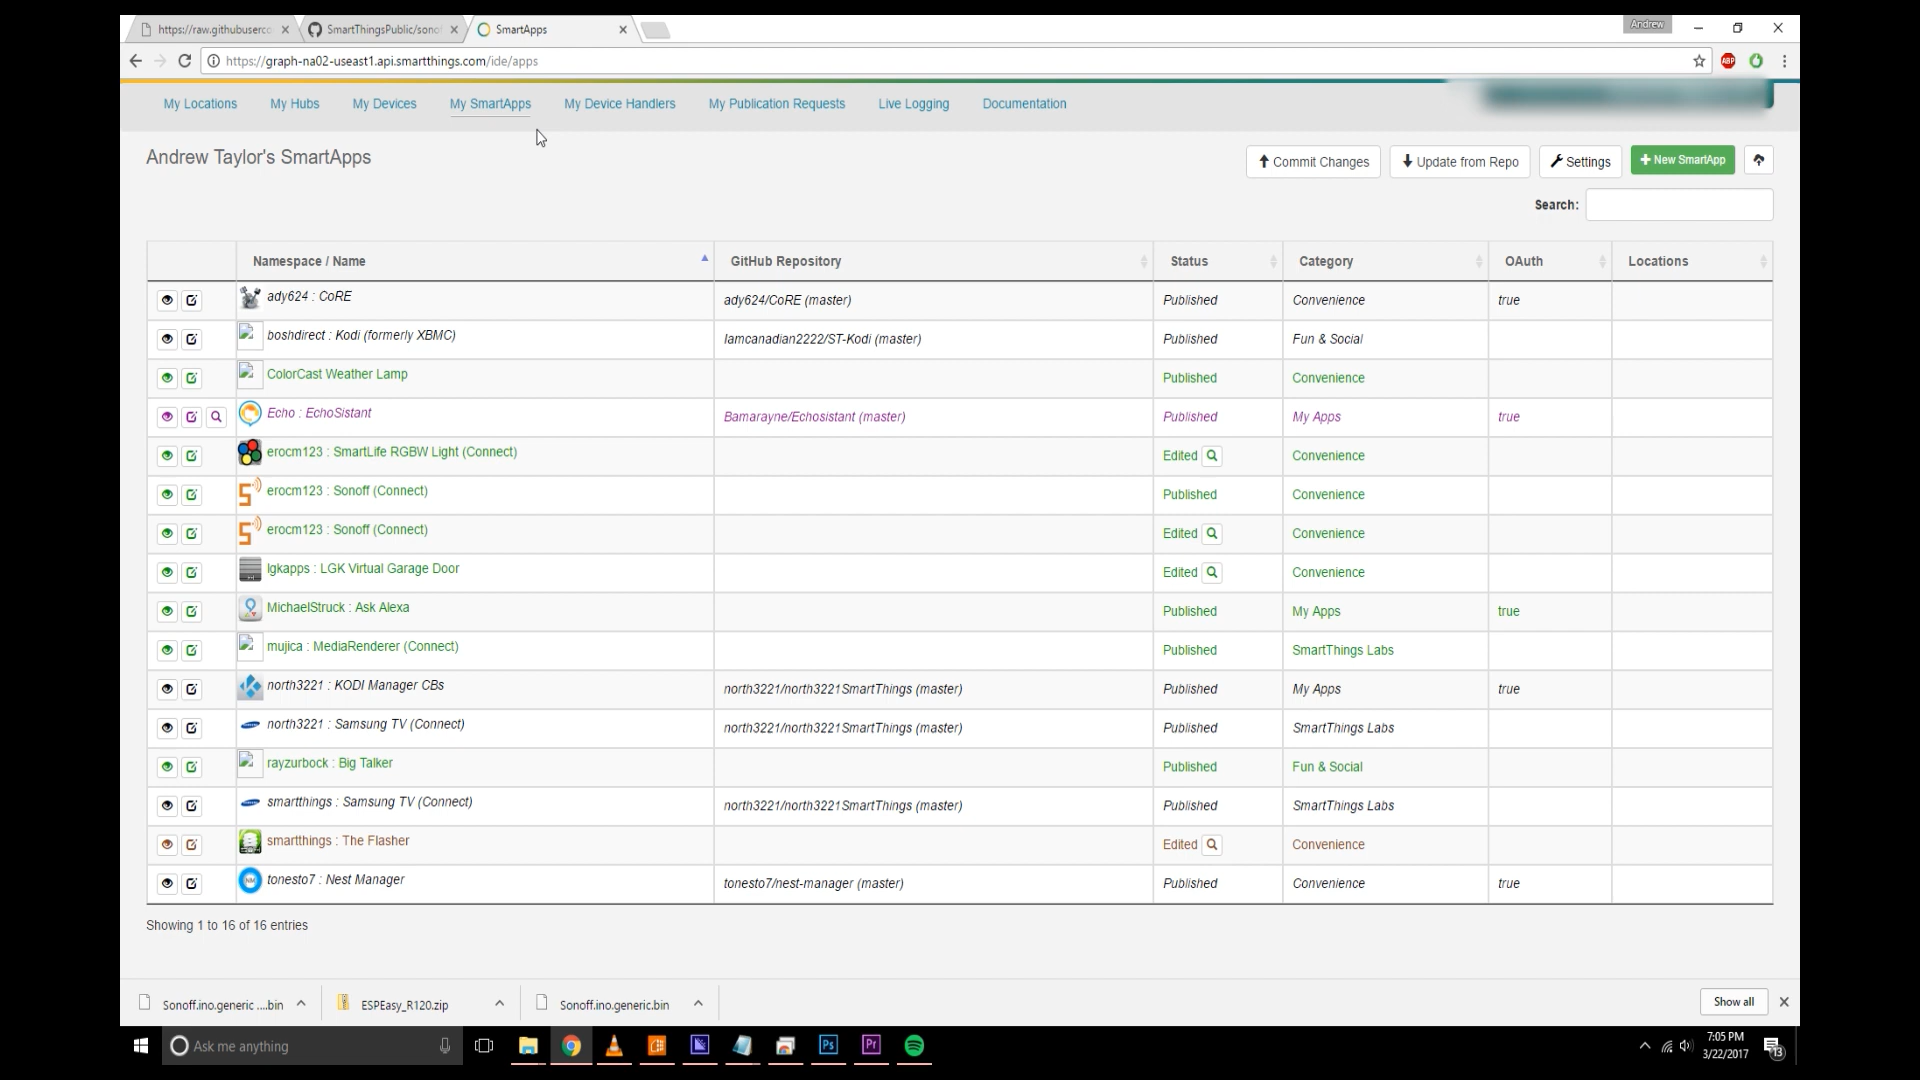 https://raw.githubuserco
SmartThingsPublic/sono
SmartApps
Andrew
https://graph-na02-useast1.api.smartthings.com/ide/apps
ABP
My Locations My Hubs My Devices My SmartApps My Device Handlers My Publication Requests Live Logging Documentation
Andrew Taylor's SmartApps
Commit Changes Update from Repo Settings New SmartApp
Search:
Namespace / Name GitHub Repository Status Category OAuth Locations
ady624 : CoRE ady624/CoRE (master) Published Convenience true
boshdirect : Kodi (formerly XBMC) Iamcanadian2222/ST-Kodi (master) Published Fun & Social
ColorCast Weather Lamp Published Convenience
Echo : EchoSistant Bamarayne/Echosistant (master) Published My Apps true
erocm123 : SmartLife RGBW Light (Connect) Edited Convenience
erocm123 : Sonoff (Connect) Published Convenience
erocm123 : Sonoff (Connect) Edited Convenience
lgkapps : LGK Virtual Garage Door Edited Convenience
MichaelStruck : Ask Alexa Published My Apps true
mujica : MediaRenderer (Connect) Published SmartThings Labs
north3221 : KODI Manager CBs north3221/north3221SmartThings (master) Published My Apps true
north3221 : Samsung TV (Connect) north3221/north3221SmartThings (master) Published SmartThings Labs
rayzurbock : Big Talker Published Fun & Social
smartthings : Samsung TV (Connect) north3221/north3221SmartThings (master) Published SmartThings Labs
smartthings : The Flasher Edited Convenience
tonesto7 : Nest Manager tonesto7/nest-manager (master) Published Convenience true
Showing 1 to 16 of 16 entries
Sonoff.ino.generic ....bin ESPEasy_R120.zip Sonoff.ino.generic.bin Show all
Ask me anything
Ps
Pr
7:05 PM
3/22/2017
13